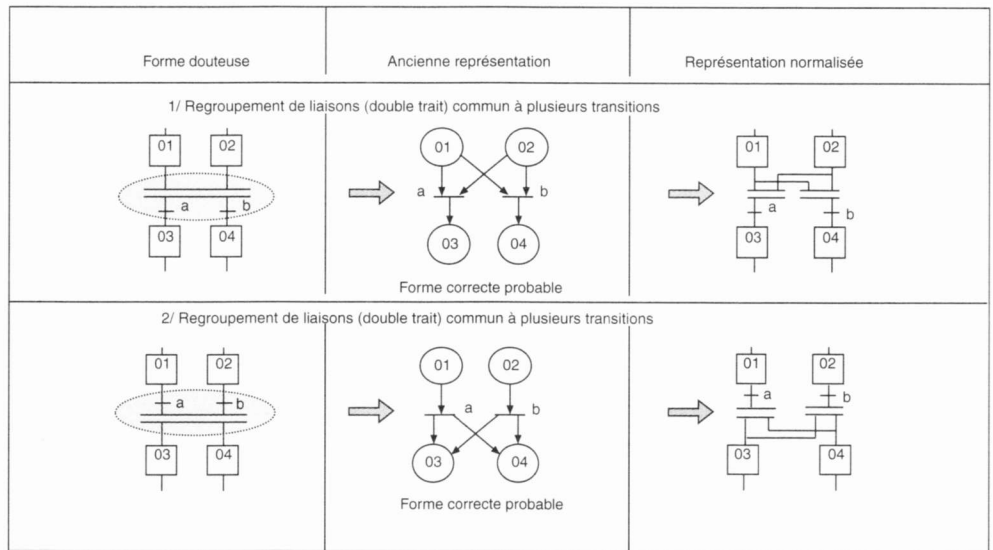 Forme douteuse
Ancienne représentation
Représentation normalisée
1/ Regroupement de liaisons (double trait) commun à plusieurs transitions
01 02
a b
03 04
01 02
a b
03 04
Forme correcte probable
01 02
a
b
03 04
2/ Regroupement de liaisons (double trait) commun à plusieurs transitions
01 02
a b
03 04
01 02
a b
03 04
Forme correcte probable
01 02
a b
03 04